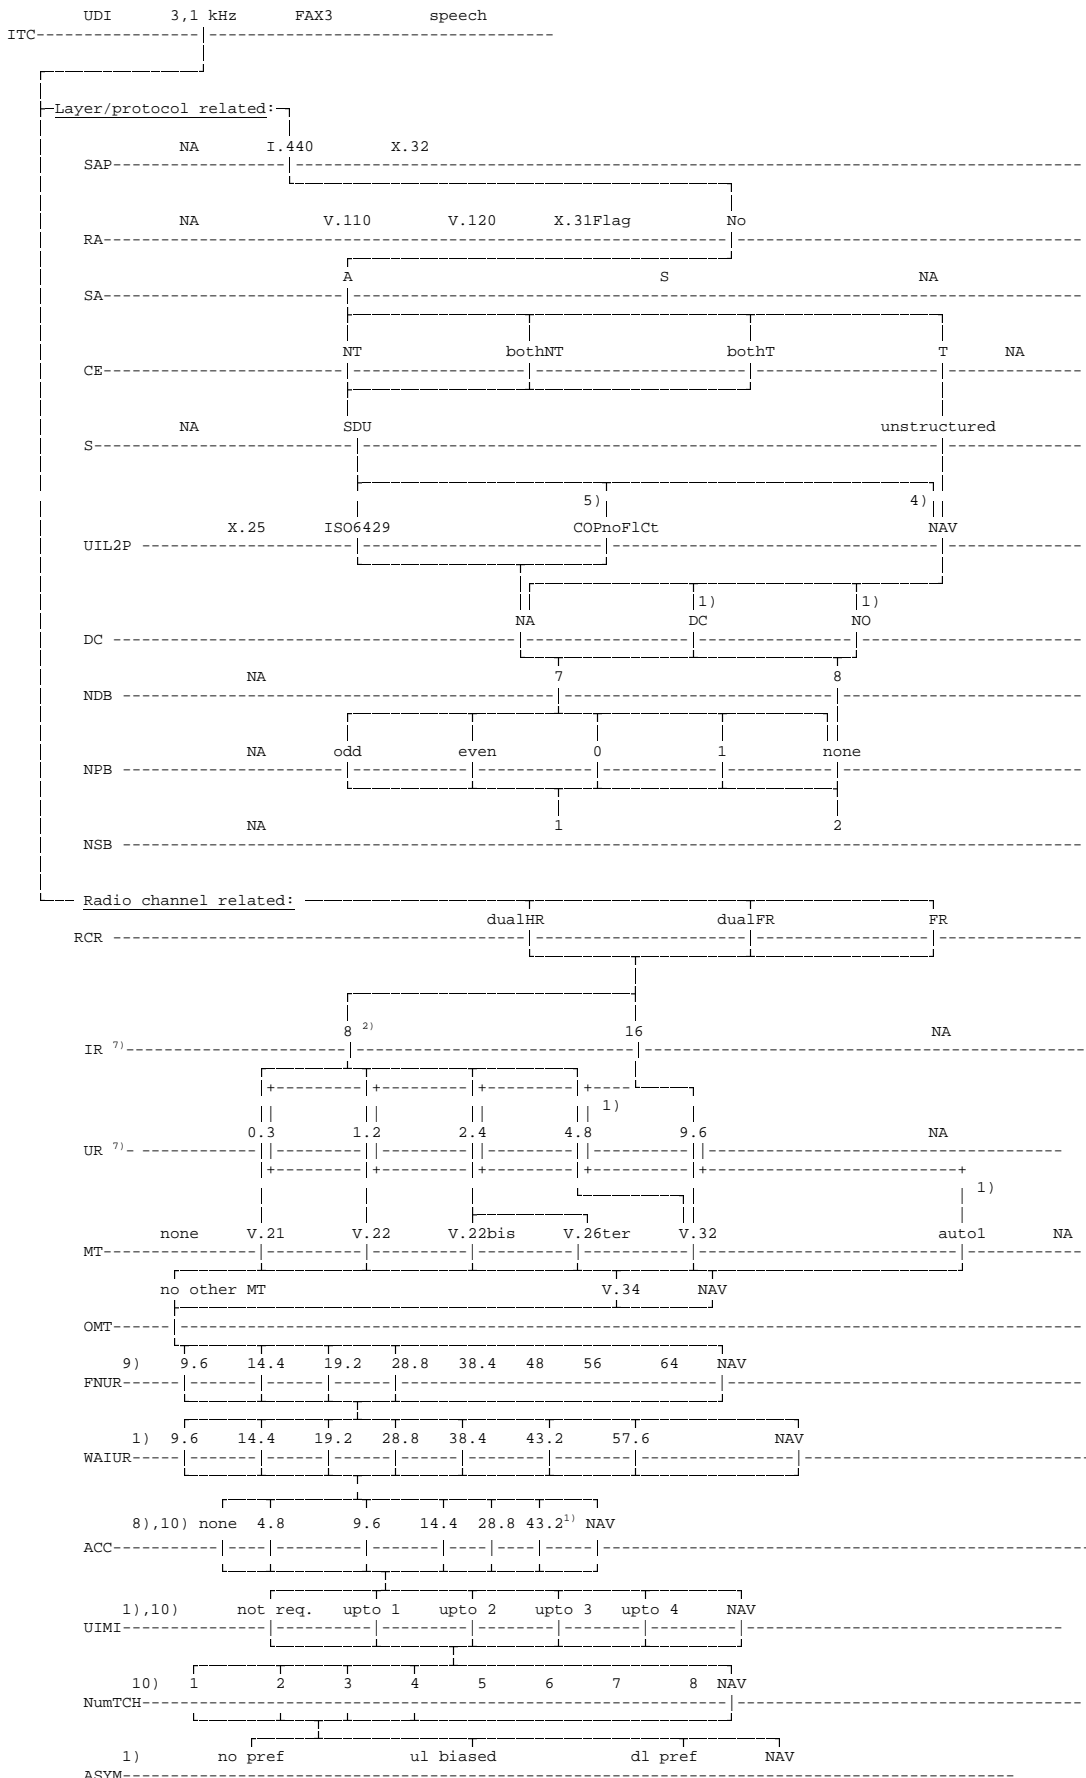 UDI 3,1 kHz FAX3 speech
ITC
Layer/protocol related:
NA I.440 X.32
SAP
NA V.110 V.120 X.31Flag No
RA
A S NA
SA
NT bothNT bothT T NA
CE
NA SDU unstructured
S
5) 4)
X.25 ISO6429 COPnoFlCt NAV
UIL2P
1) 1)
NA DC NO
DC
NA 7 8
NDB
NA odd even 0 1 none
NPB
NA 1 2
NSB
Radio channel related:
dualHR dualFR FR
RCR
8 2) 16 NA
IR 7)
1)
0.3 1.2 2.4 4.8 9.6 NA
UR 7)
1)
none V.21 V.22 V.22bis V.26ter V.32 auto1 NA
MT
no other MT V.34 NAV
OMT
9) 9.6 14.4 19.2 28.8 38.4 48 56 64 NAV
FNUR
1) 9.6 14.4 19.2 28.8 38.4 43.2 57.6 NAV
WAIUR
8),10) none 4.8 9.6 14.4 28.8 43.2 1) NAV
ACC
1),10) not req. upto 1 upto 2 upto 3 upto 4 NAV
UIMI
10) 1 2 3 4 5 6 7 8 NAV
NumTCH
1) no pref ul biased dl pref NAV
ASYM